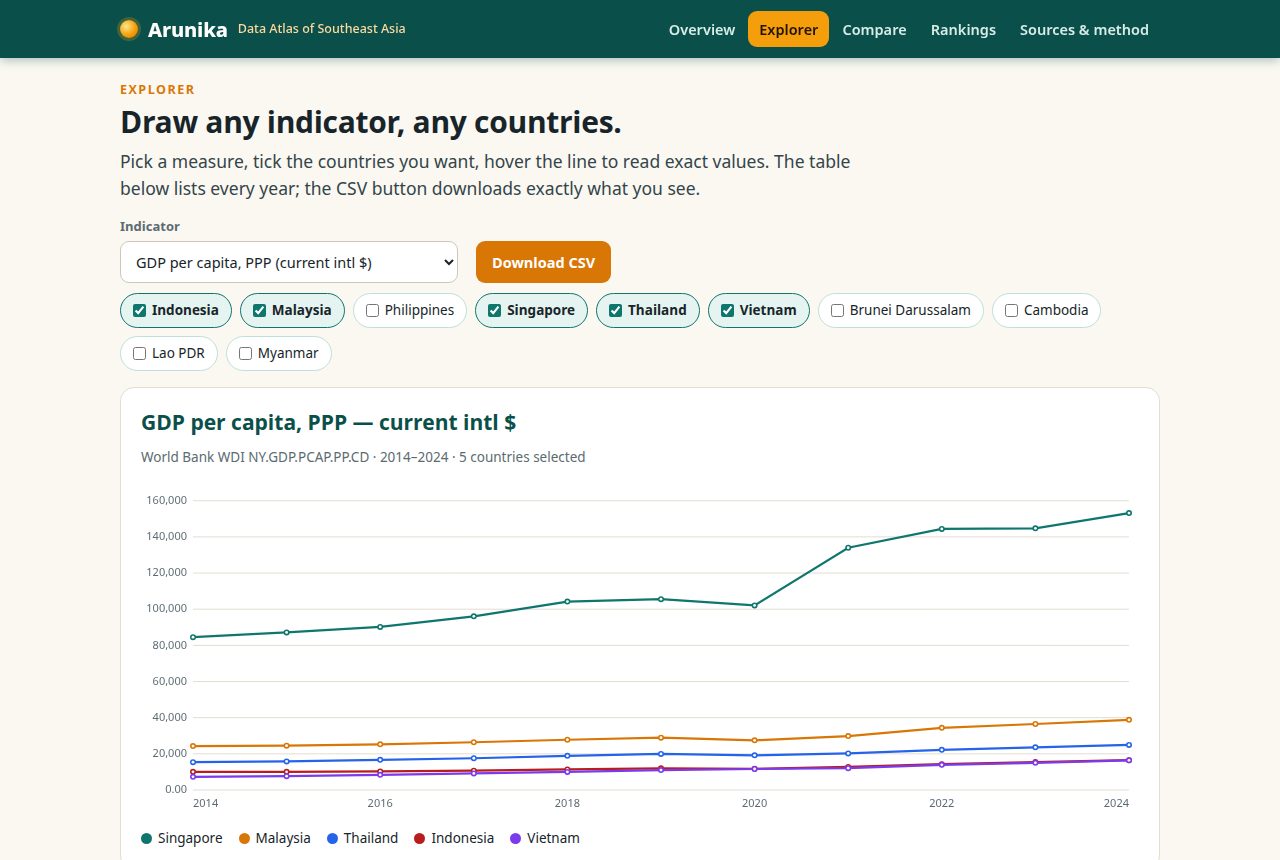 Arunika Data Atlas of Southeast Asia Overview Explorer Compare Rankings Sources & method
EXPLORER
Draw any indicator, any countries.
Pick a measure, tick the countries you want, hover the line to read exact values. The table
below lists every year; the CSV button downloads exactly what you see.
Indicator
GDP per capita, PPP (current intl $) Download CSV
Indonesia Malaysia Philippines Singapore Thailand Vietnam Brunei Darussalam Cambodia
Lao PDR Myanmar
GDP per capita, PPP — current intl $
World Bank WDI NY.GDP.PCAP.PP.CD · 2014–2024 · 5 countries selected
160,000
140,000
120,000
100,000
80,000
60,000
40,000
20,000
0.00
2014 2016 2018 2020 2022 2024
Singapore Malaysia Thailand Indonesia Vietnam